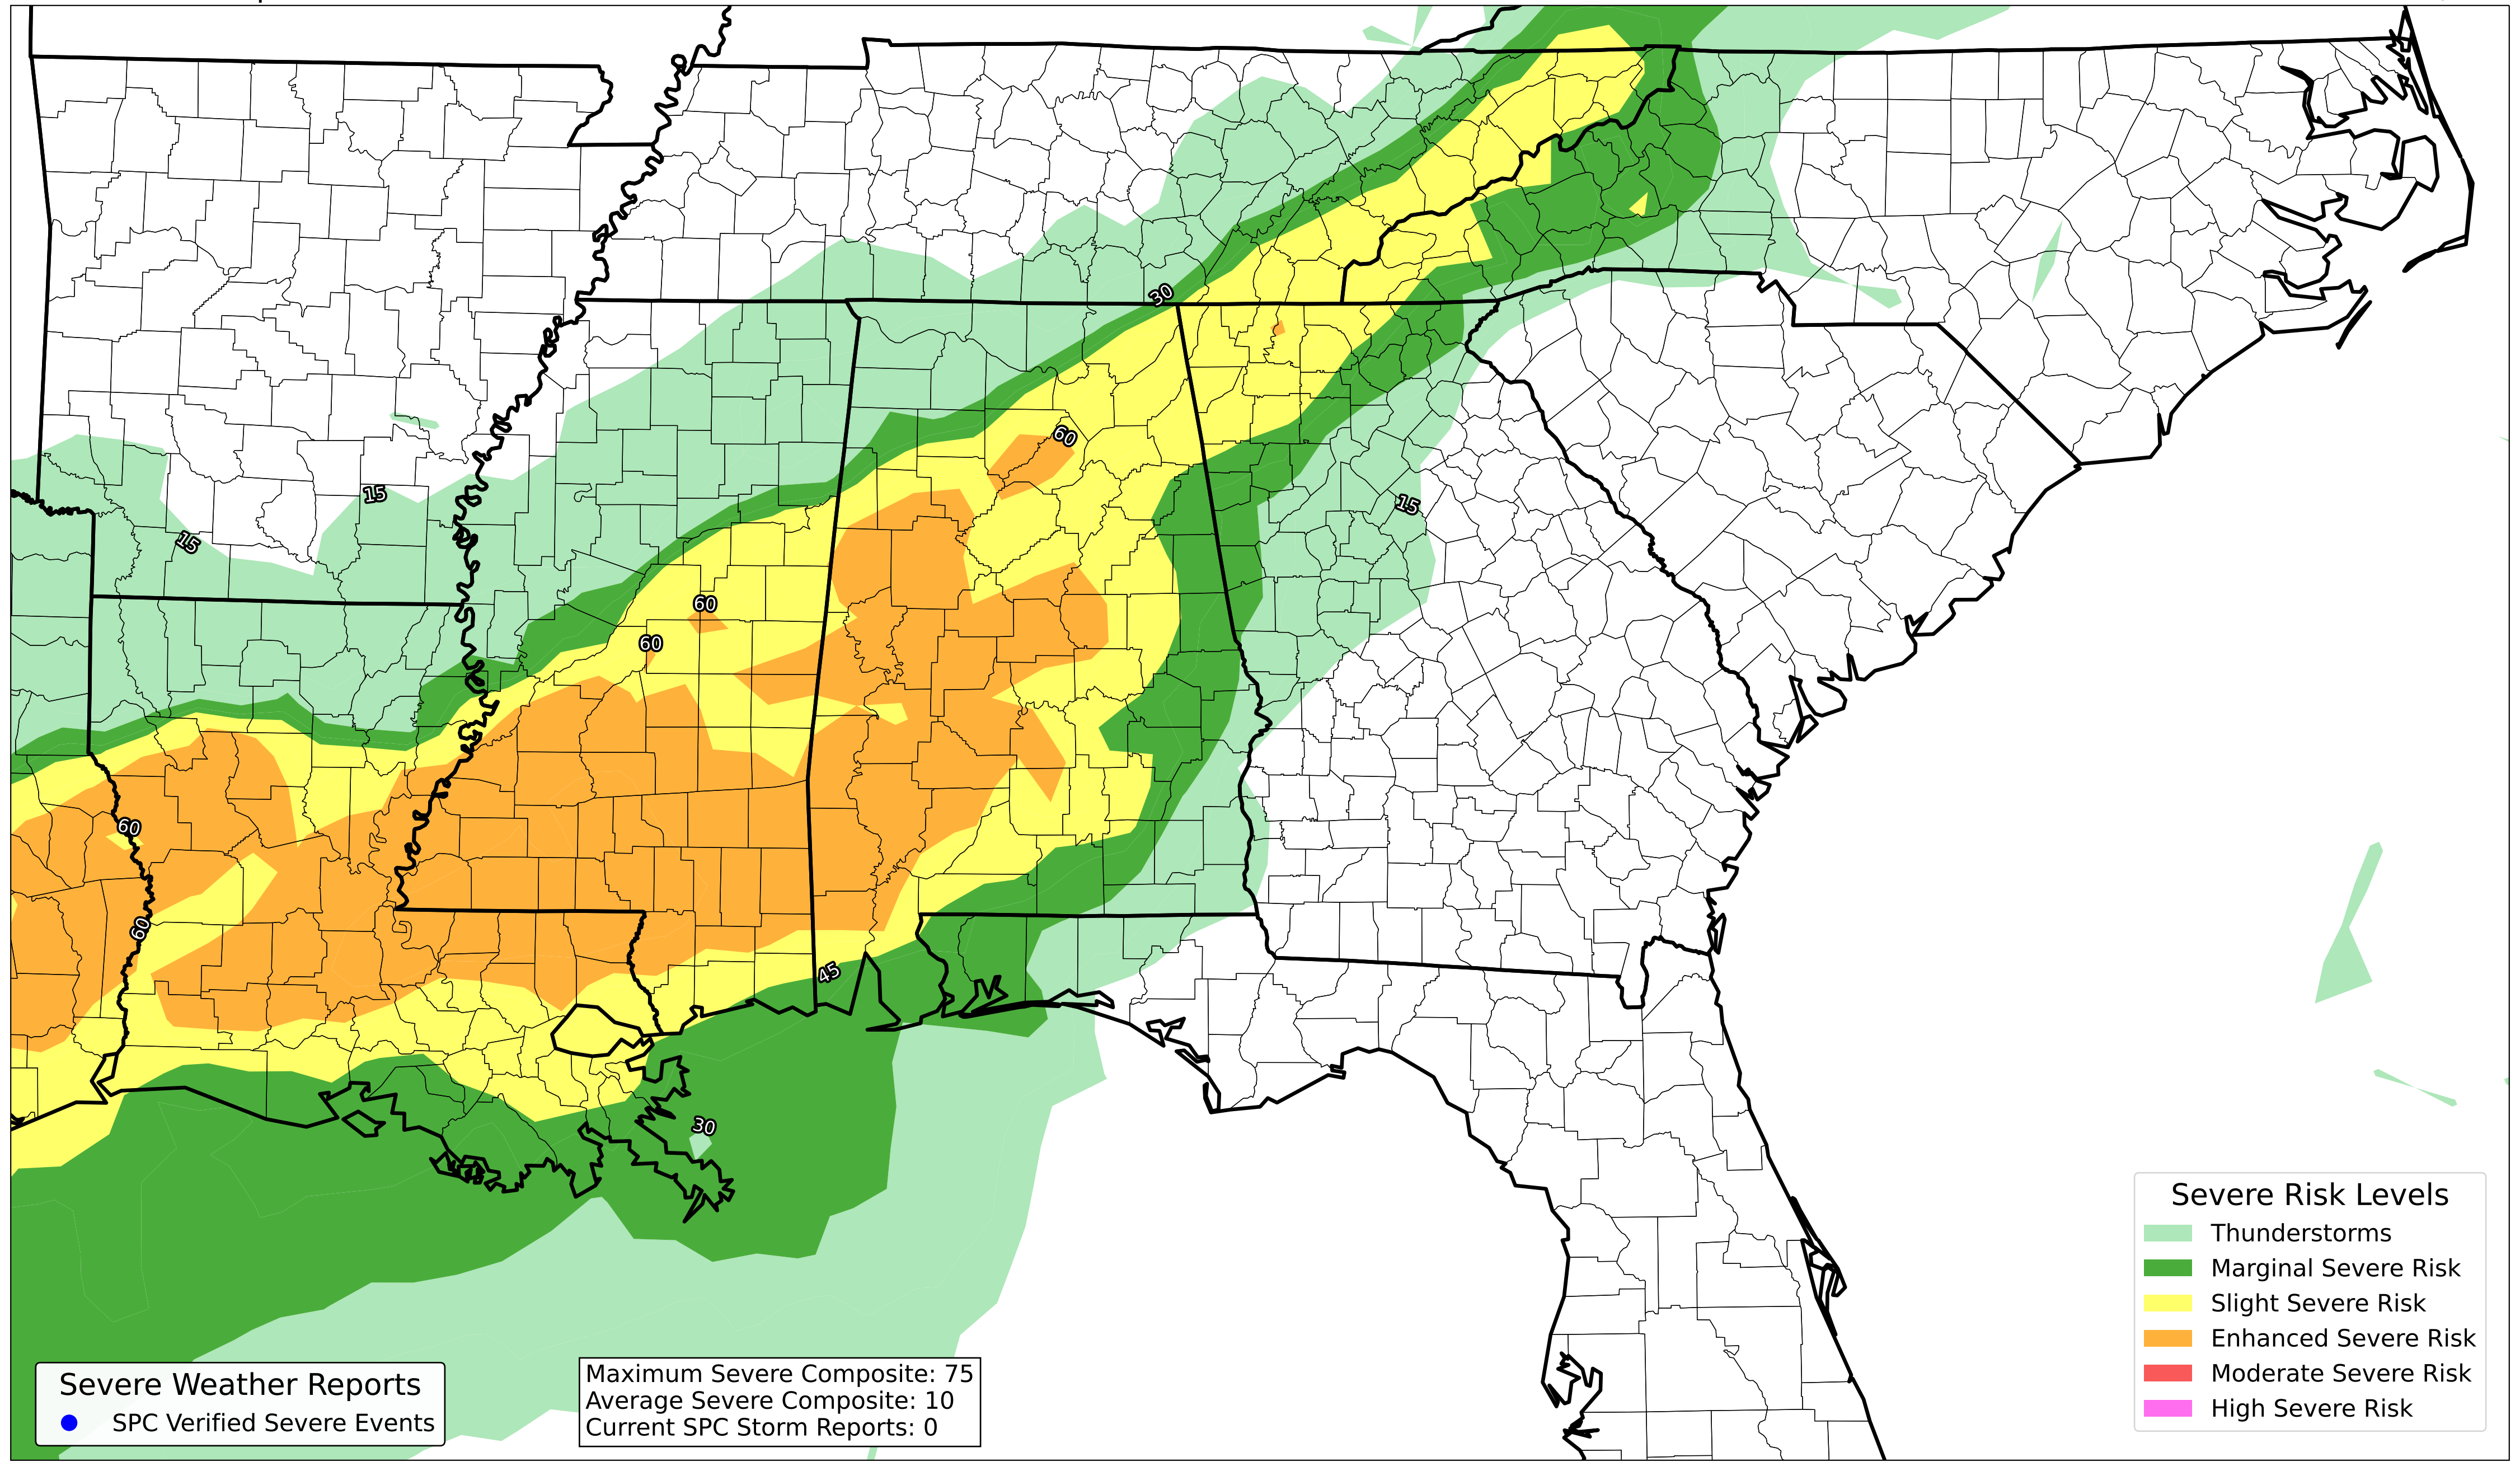 30
60
15
15
15
60
60
60
60
45
30
Severe Risk Levels
Thunderstorms
Marginal Severe Risk
Slight Severe Risk
Enhanced Severe Risk
Moderate Severe Risk
High Severe Risk
Severe Weather Reports
SPC Verified Severe Events
Maximum Severe Composite: 75
Average Severe Composite: 10
Current SPC Storm Reports: 0